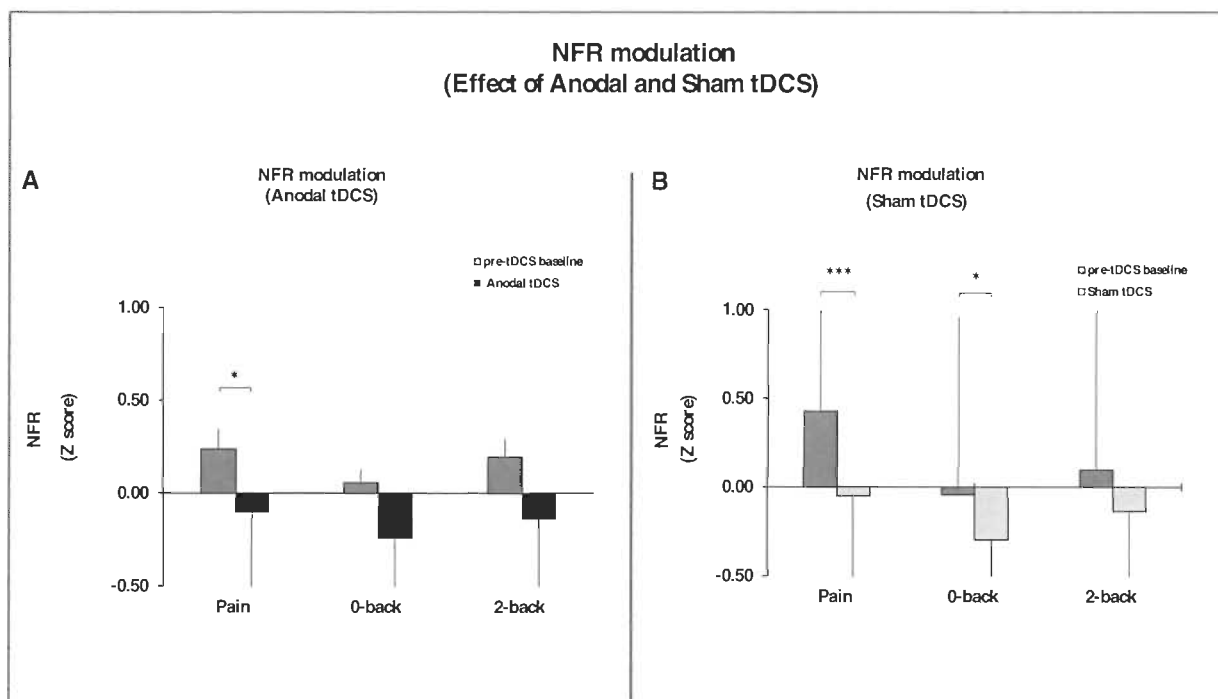 NFR modulation
(Effect of Anodal and Sham tDCS)
A
NFR modulation
(Anodal tDCS)
pre-tDCS baseline
Anodal tDCS
1.00
0.50
0.00
-0.50
NFR
(Z score)
*
Pain
0-back
2-back
B
NFR modulation
(Sham tDCS)
pre-tDCS baseline
Sham tDCS
***
*
1.00
0.50
0.00
-0.50
NFR
(Z score)
Pain
0-back
2-back